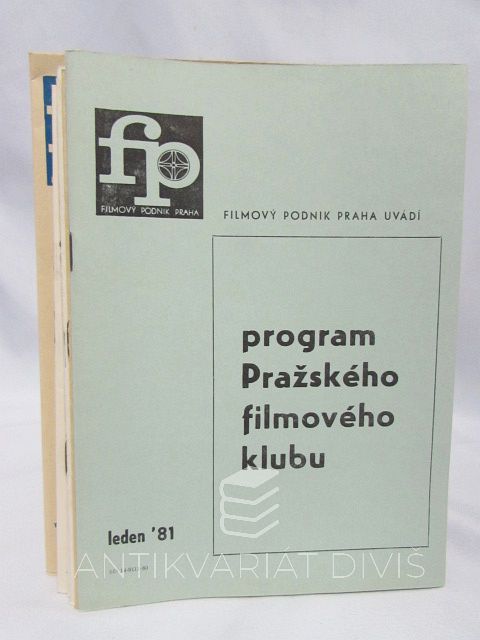 fp
FILMOVÝ PODNIK PRAHA
FILMOVÝ PODNIK PRAHA UVÁDÍ
program
Pražského
filmového
klubu
leden '81
ANTIKVARIÁT DIVIŠ